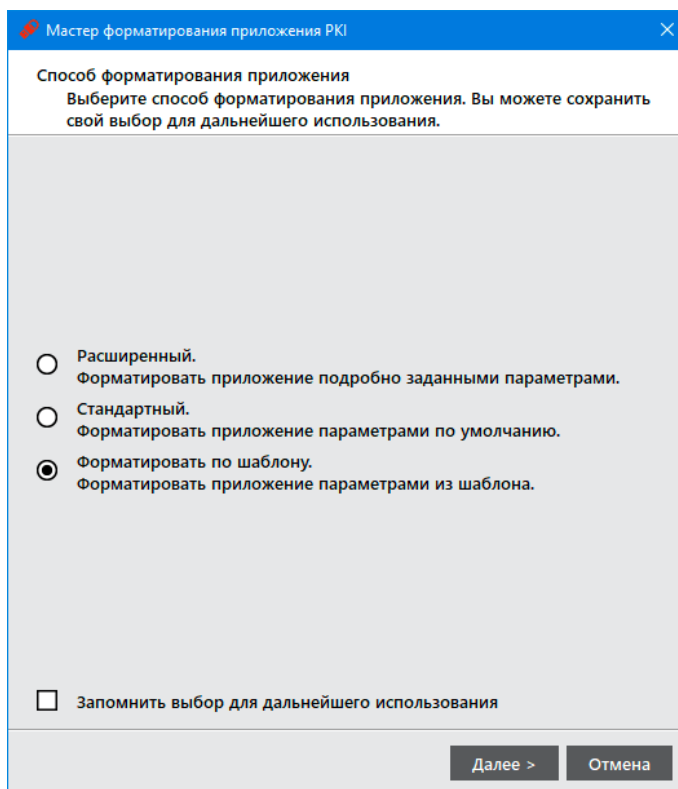 Мастер форматирования приложения PKI
Способ форматирования приложения
Выберите способ форматирования приложения. Вы можете сохранить
свой выбор для дальнейшего использования.
Расширенный.
Форматировать приложение подробно заданными параметрами.
Стандартный.
Форматировать приложение параметрами по умолчанию.
Форматировать по шаблону.
Форматировать приложение параметрами из шаблона.
Запомнить выбор для дальнейшего использования
Далее >
Отмена